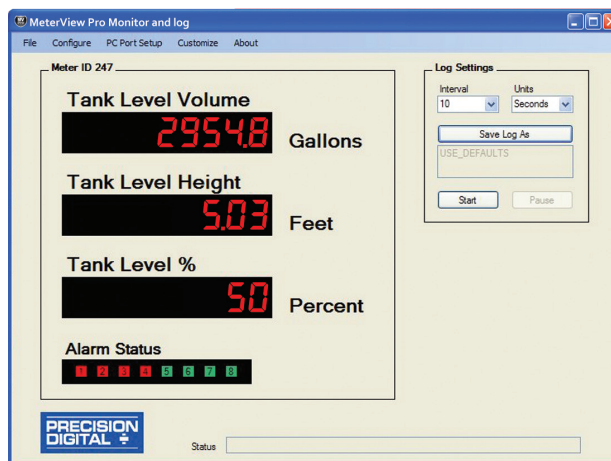 MeterView Pro Monitor and log
File Configure PC Port Setup Customize About
Meter ID 247
Tank Level Volume
2954.8 Gallons
Tank Level Height
5.03 Feet
Tank Level %
50 Percent
Alarm Status
1 2 3 4 5 6 7 8
Log Settings
Interval Units
10 Seconds
Save Log As
USE_DEFAULTS
Start Pause
PRECISION
DIGITAL
Status